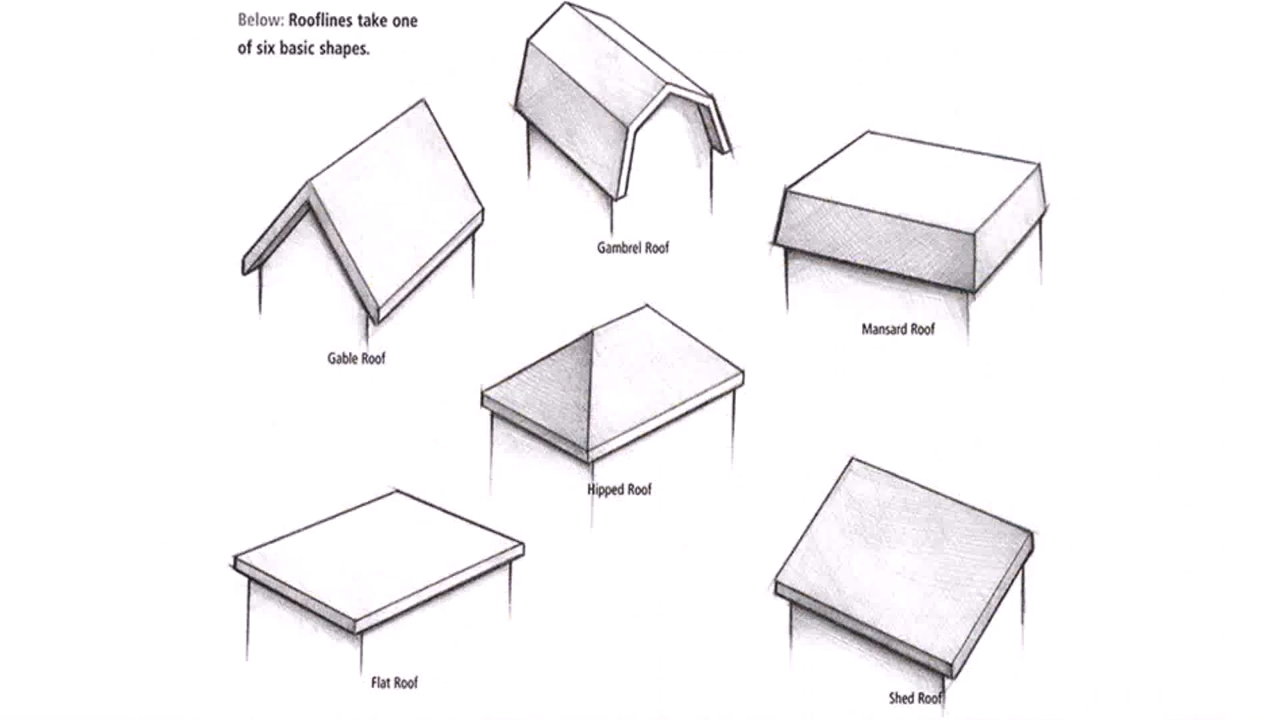 Below: Rooflines take one
of six basic shapes.
Gambrel Roof
Mansard Roof
Gable Roof
Hipped Roof
Flat Roof
Shed Roof